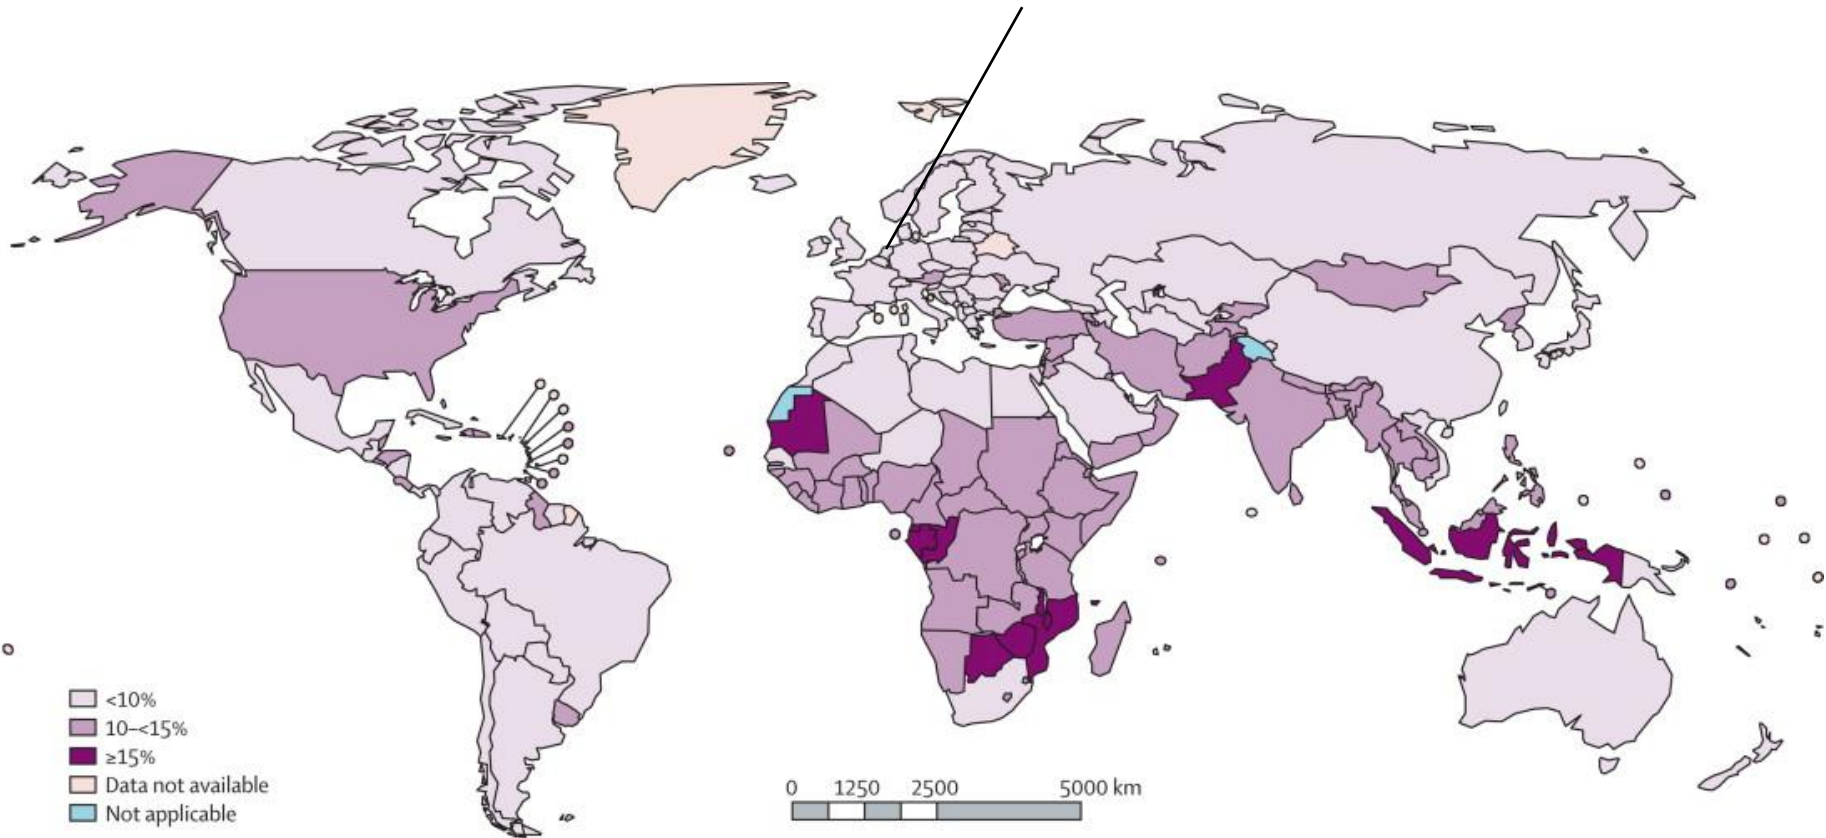 <10%
10–<15%
≥15%
Data not available
Not applicable
0 1250 2500 5000 km